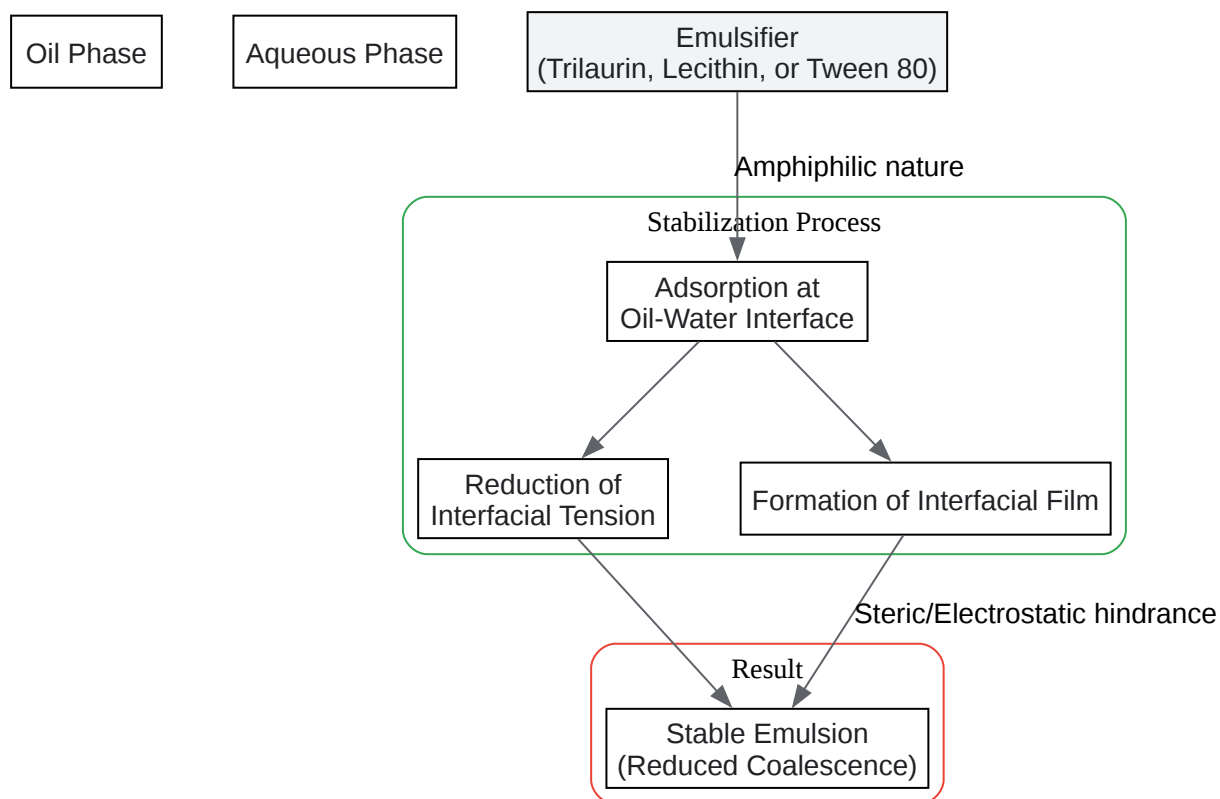 Oil Phase
Aqueous Phase
Emulsifier
(Trilaurin, Lecithin, or Tween 80)
Amphiphilic nature
Stabilization Process
Adsorption at
Oil-Water Interface
Reduction of
Interfacial Tension
Formation of Interfacial Film
Steric/Electrostatic hindrance
Result
Stable Emulsion
(Reduced Coalescence)